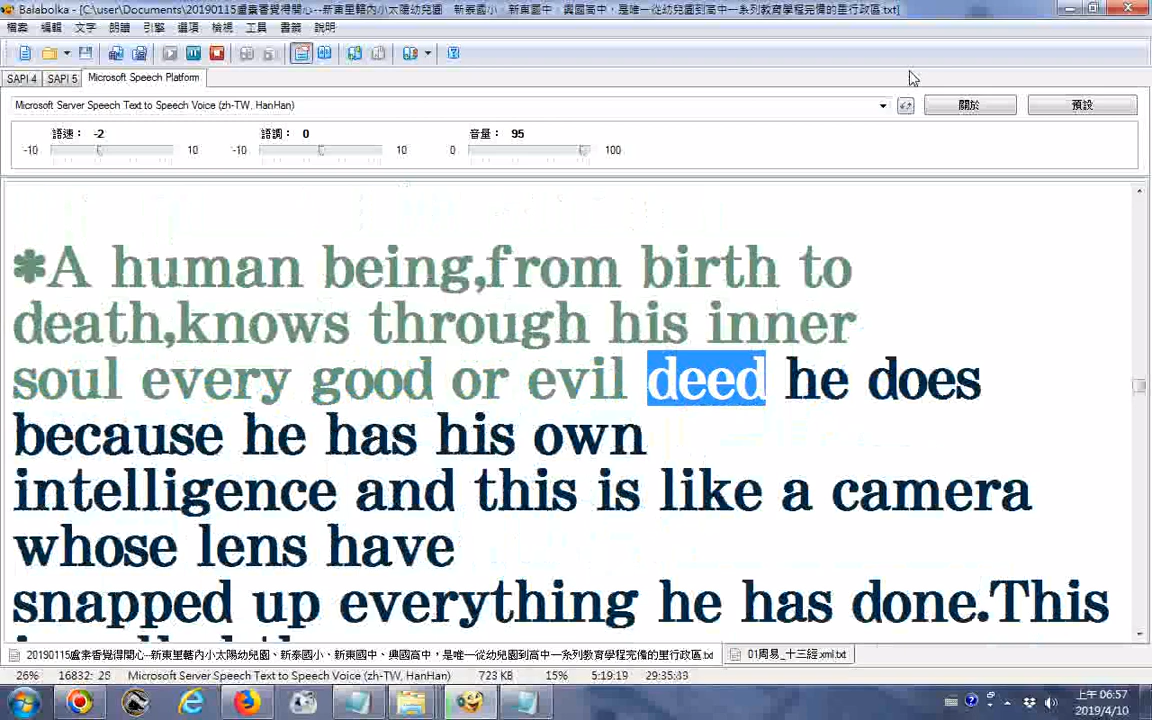 Balabolka - [C:\user\Documents\20190115盧素香覺得開心--新東里轄內小太陽幼兒園、新泰國小、新東國中、興國高中，是唯一從幼兒園到高中一系列教育學程完備的里行政區.txt]
檔案 編輯 文字 朗讀 引擎 選項 檢視 工具 書籤 說明
SAPI 4 SAPI 5 Microsoft Speech Platform
Microsoft Server Speech Text to Speech Voice (zh-TW, HanHan) 關於 預設
語速： -2 語調： 0 音量： 95
-10 10 -10 10 0 100
*A human being,from birth to
death,knows through his inner
soul every good or evil deed he does
because he has his own
intelligence and this is like a camera
whose lens have
snapped up everything he has done.This
20190115盧素香覺得開心--新東里轄內小太陽幼兒園、新泰國小、新東國中、興國高中，是唯一從幼兒園到高中一系列教育學程完備的里行政區.txt 01周易_十三經.xml.txt
26% 16832: 28 Microsoft Server Speech Text to Speech Voice (zh-TW, HanHan) 723 KB 15% 5:19:19 29:35:39
上午 06:57
2019/4/10